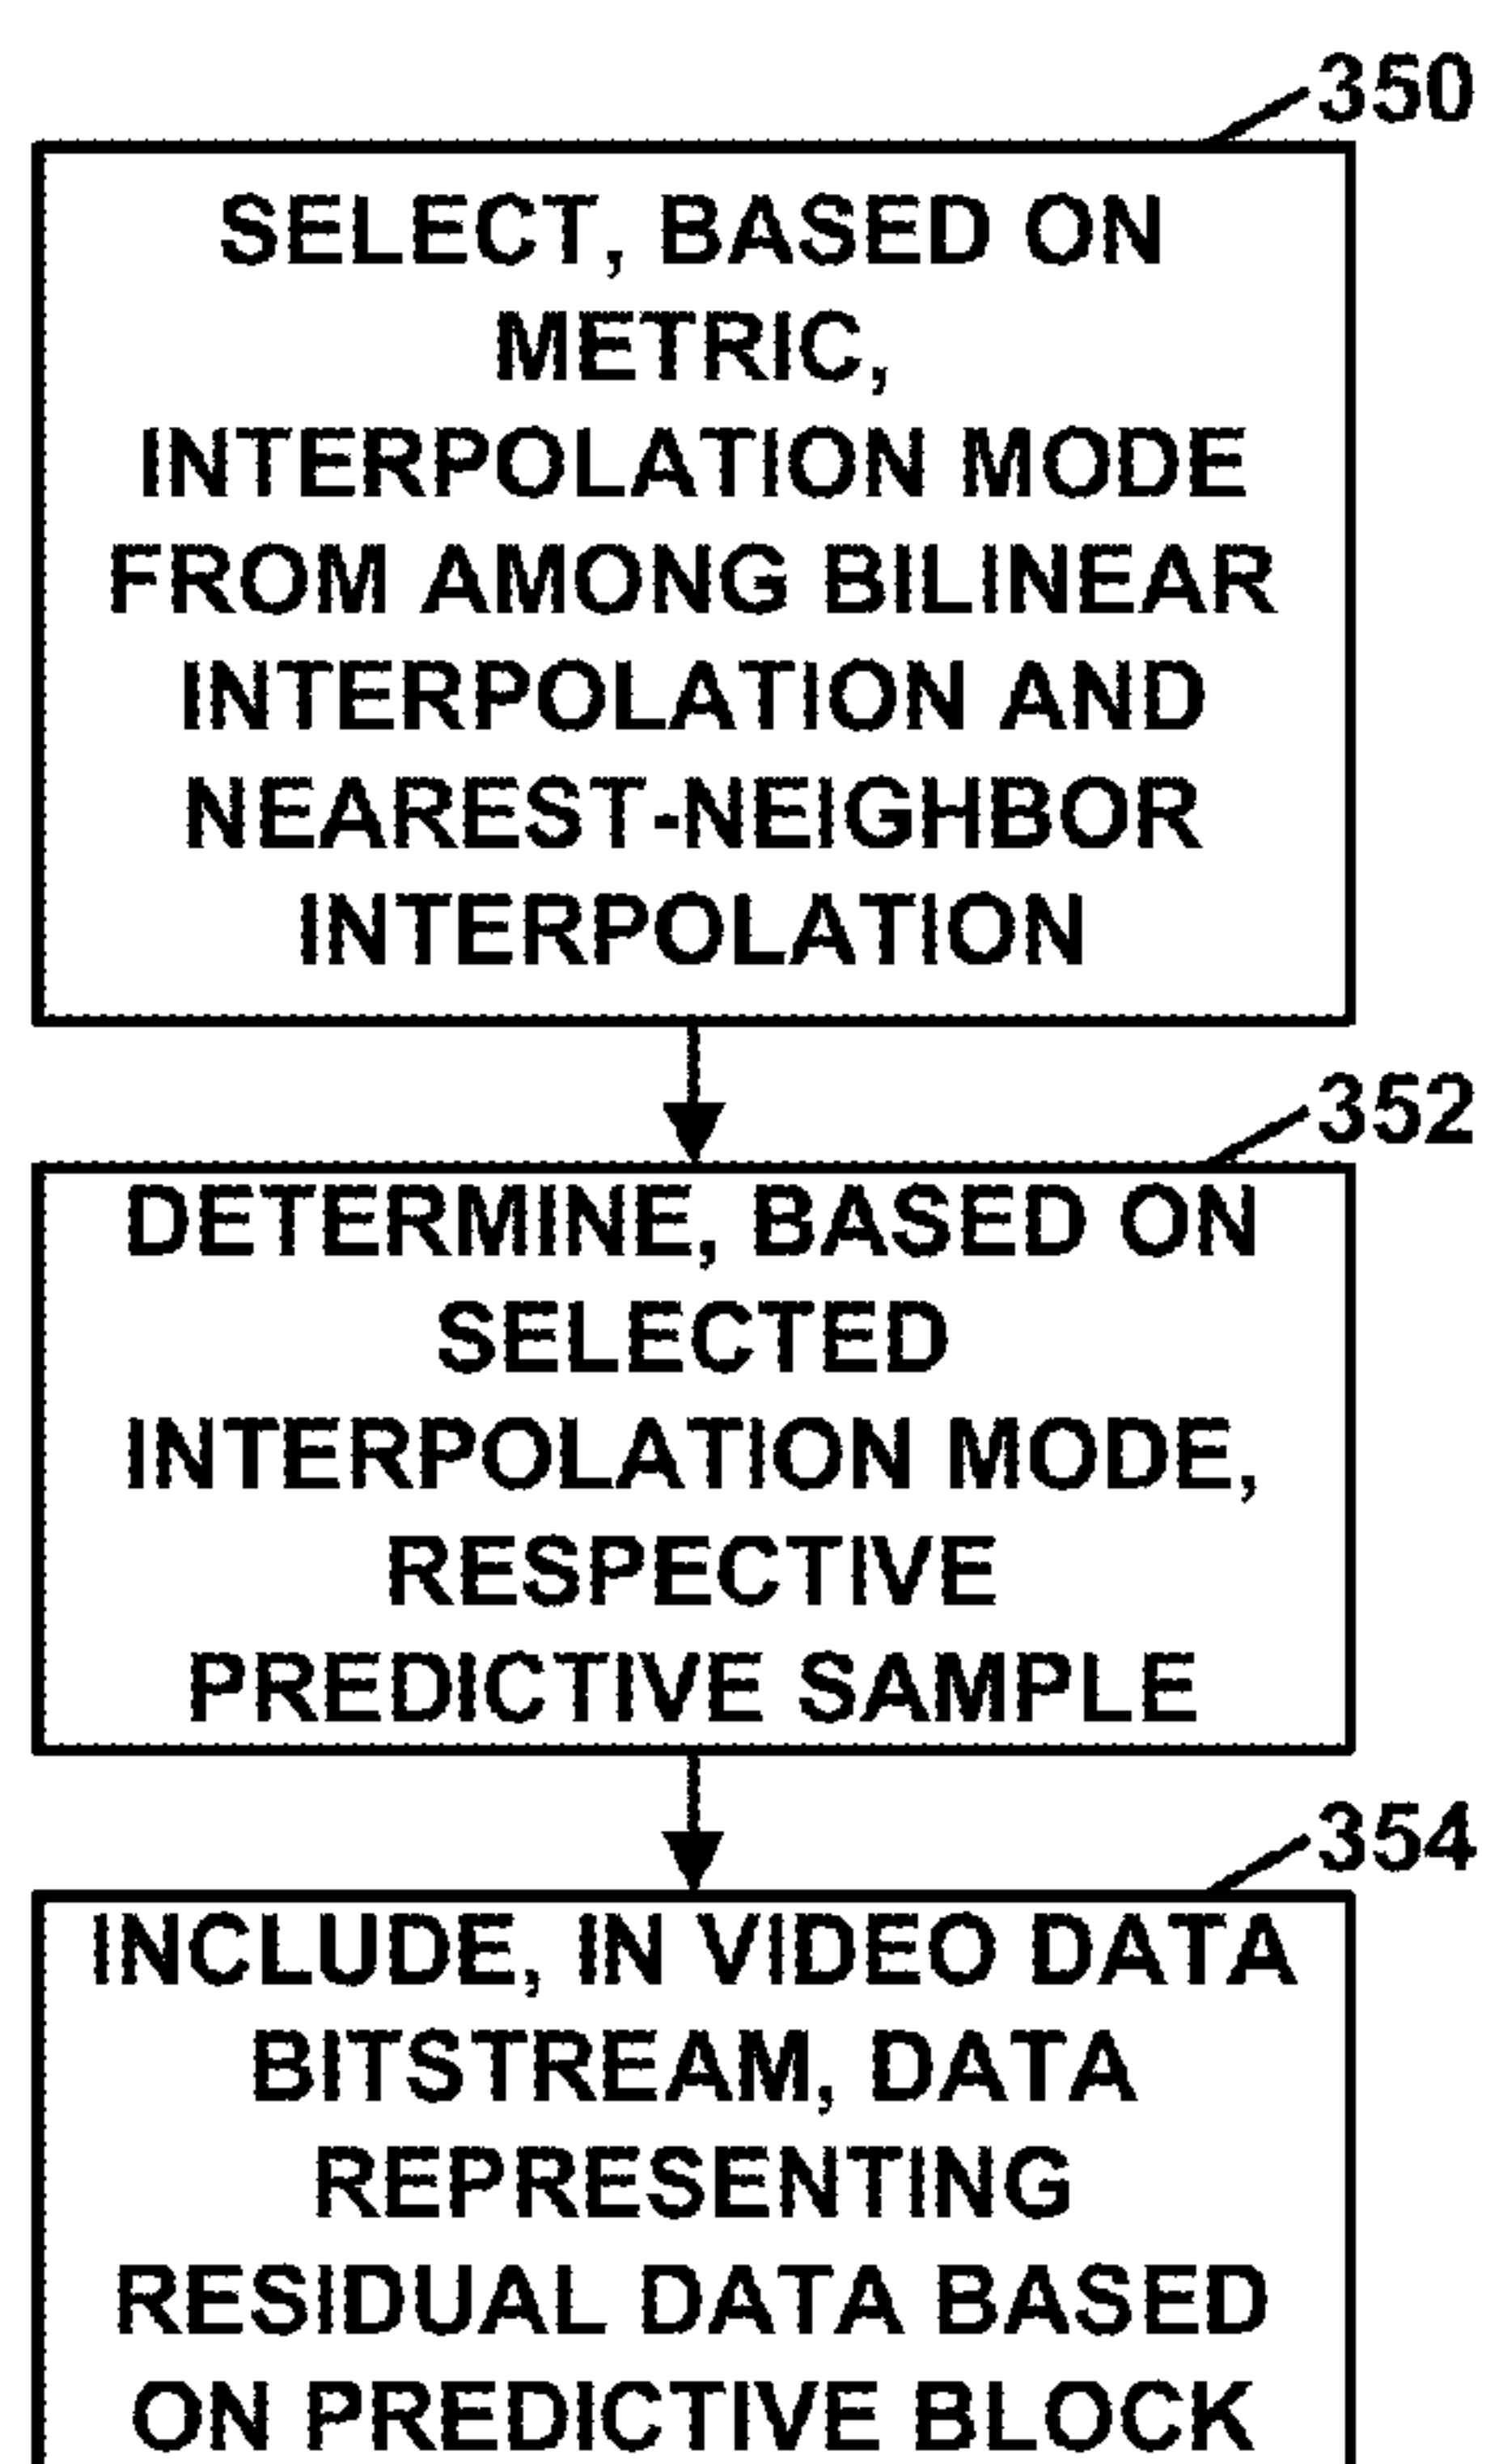 350
SELECT, BASED ON
METRIC,
INTERPOLATION MODE
FROM AMONG BILINEAR
INTERPOLATION AND
NEAREST-NEIGHBOR
INTERPOLATION
352
DETERMINE, BASED ON
SELECTED
INTERPOLATION MODE,
RESPECTIVE
PREDICTIVE SAMPLE
354
INCLUDE, IN VIDEO DATA
BITSTREAM, DATA
REPRESENTING
RESIDUAL DATA BASED
ON PREDICTIVE BLOCK